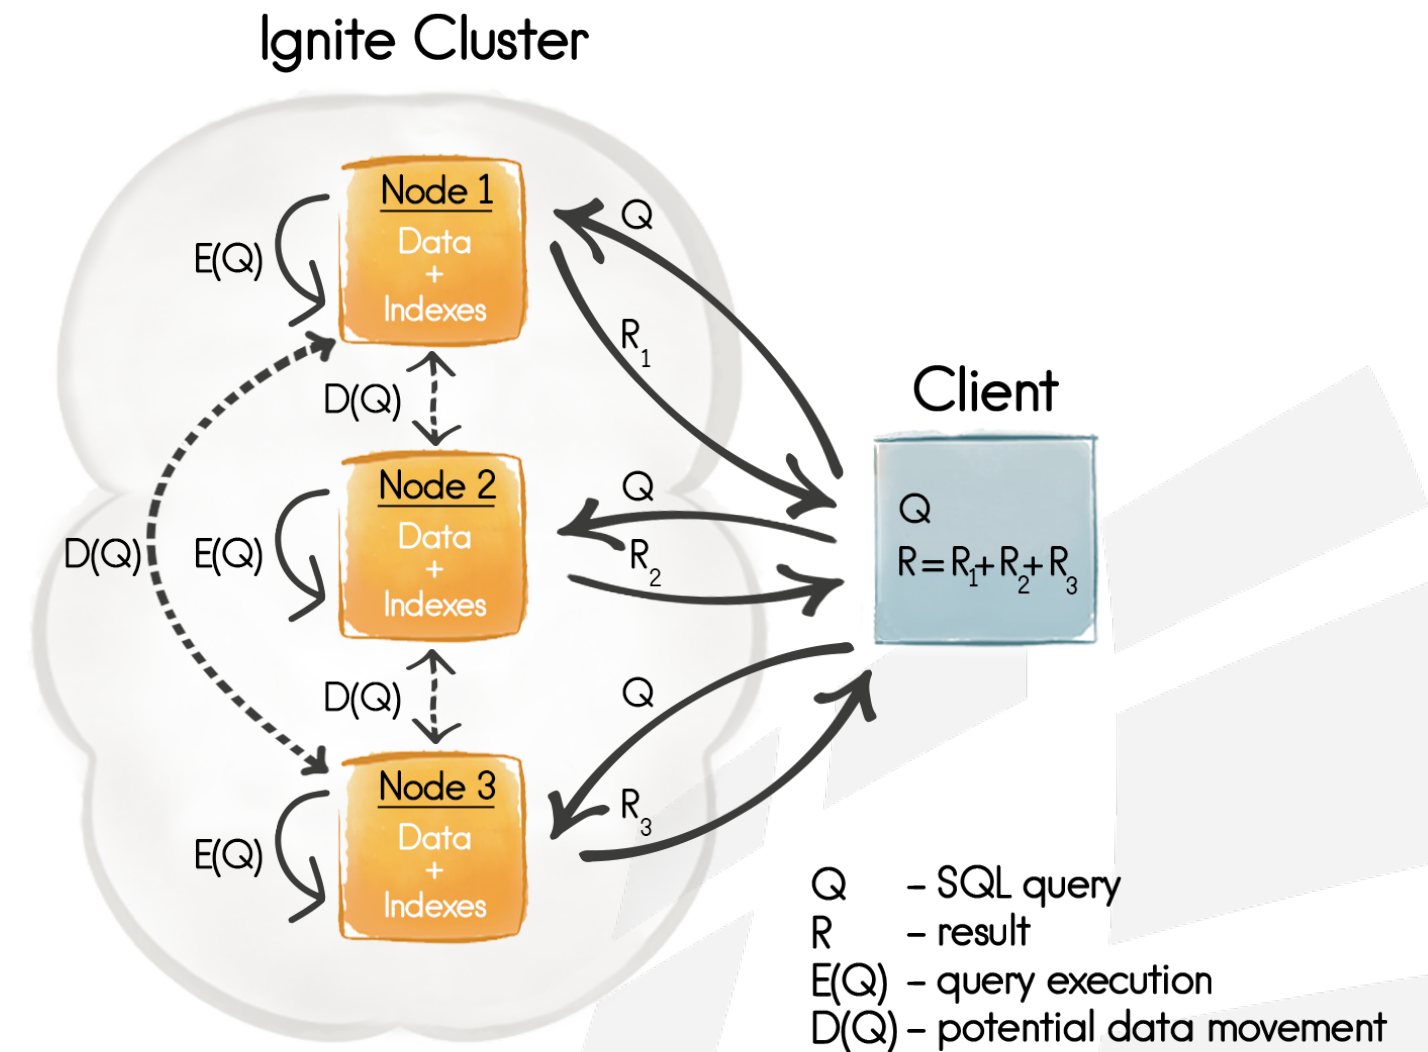 Ignite Cluster
Node 1
Data
+
Indexes
E(Q)
Q
R1
D(Q)
Node 2
Data
+
Indexes
D(Q)
E(Q)
Q
R2
D(Q)
Node 3
Data
+
Indexes
E(Q)
Q
R3
Client
Q
R=R1+R2+R3
Q – SQL query
R – result
E(Q) – query execution
D(Q) – potential data movement